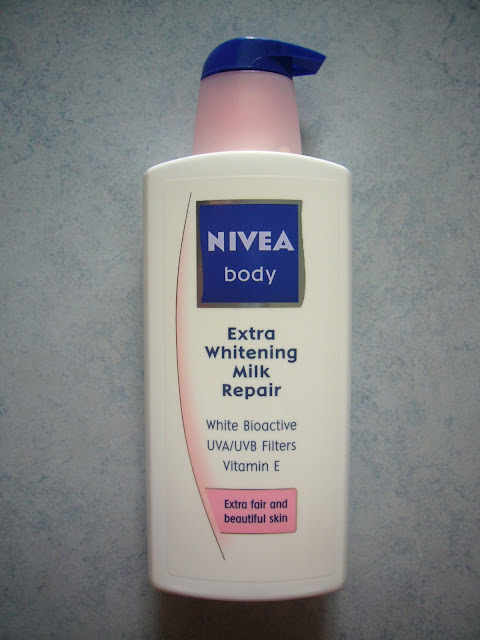 NIVEA
body
Extra
Whitening
Milk
Repair
White Bioactive
UVA/UVB Filters
Vitamin E
Extra fair and
beautiful skin